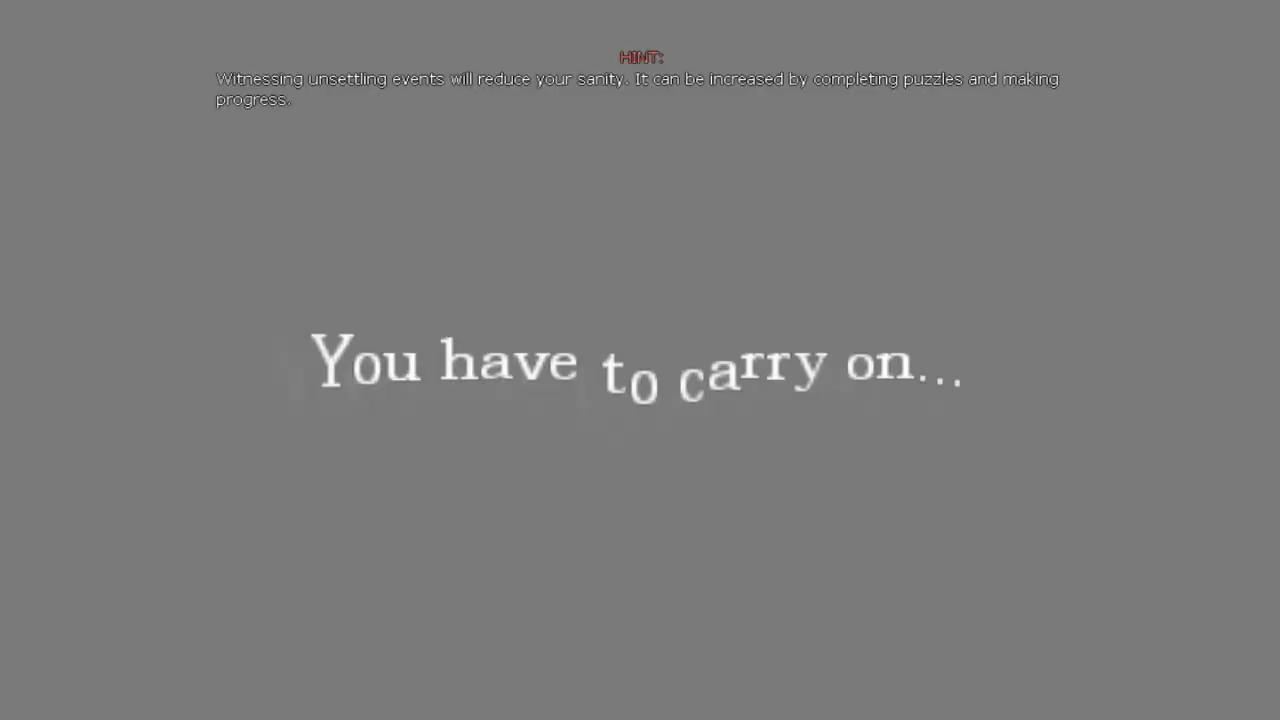 HINT:
Witnessing unsettling events will reduce your sanity. It can be increased by completing puzzles and making
progress.
You have to carry on...